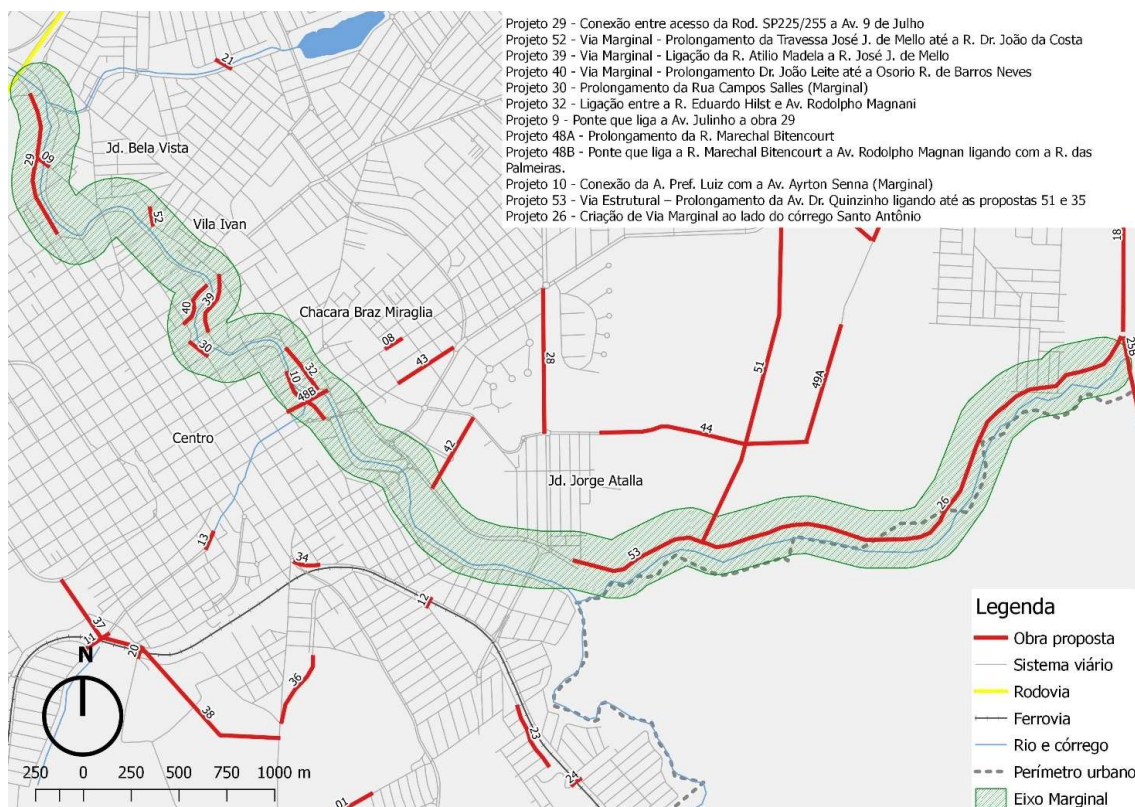 Projeto 29 - Conexão entre acesso da Rod. SP225/255 a Av. 9 de Julho
Projeto 52 - Via Marginal - Prolongamento da Travessa José J. de Mello até a R. Dr. João da Costa
Projeto 39 - Via Marginal - Ligação da R. Atilio Madela a R. José J. de Mello
Projeto 40 - Via Marginal - Prolongamento Dr. João Leite até a Osorio R. de Barros Neves
Projeto 30 - Prolongamento da Rua Campos Salles (Marginal)
Projeto 32 - Ligação entre a R. Eduardo Hilst e Av. Rodolpho Magnani
Projeto 9 - Ponte que liga a Av. Julinho a obra 29
Projeto 48A - Prolongamento da R. Marechal Bitencourt
Projeto 48B - Ponte que liga a R. Marechal Bitencourt a Av. Rodolpho Magnan ligando com a R. das
Palmeiras.
Projeto 10 - Conexão da A. Pref. Luiz com a Av. Ayrton Senna (Marginal)
Projeto 53 - Via Estrutural – Prolongamento da Av. Dr. Quinzinho ligando até as propostas 51 e 35
Projeto 26 - Criação de Via Marginal ao lado do córrego Santo Antônio
21
Jd. Bela Vista
29
09
52
Vila Ivan
18
40
39
Chacara Braz Miraglia
30
08
43
32
10
48B
28
51
49A
25B
Centro
42
44
Jd. Jorge Atalla
26
13
34
53
12
37
11
20
N
36
38
23
24
01
250 0 250 500 750 1000 m
Legenda
Obra proposta
Sistema viário
Rodovia
Ferrovia
Rio e córrego
Perímetro urbano
Eixo Marginal